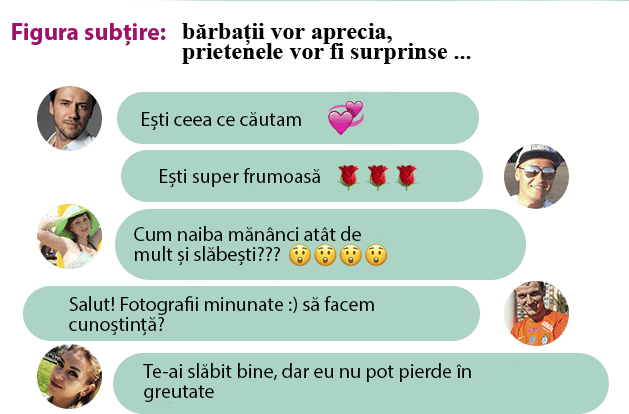 Figura subțire: bărbații vor aprecia,
prietenele vor fi surprinse ...
Ești ceea ce căutam
Ești super frumoasă
Cum naiba mănânci atât de
mult și slăbești???
Salut! Fotografii minunate :) să facem
cunoștință?
Te-ai slăbit bine, dar eu nu pot pierde în
greutate